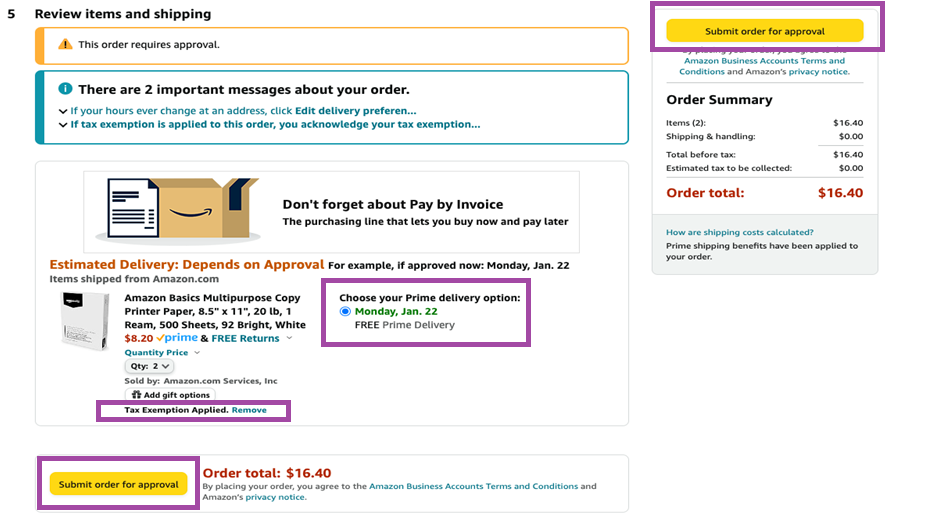 5 Review items and shipping
This order requires approval.
There are 2 important messages about your order.
If your hours ever change at an address, click Edit delivery preferen...
If tax exemption is applied to this order, you acknowledge your tax exemption...
Don't forget about Pay by Invoice
The purchasing line that lets you buy now and pay later
Estimated Delivery: Depends on Approval For example, if approved now: Monday, Jan. 22
Items shipped from Amazon.com
Amazon Basics Multipurpose Copy
Printer Paper, 8.5" x 11", 20 lb, 1
Ream, 500 Sheets, 92 Bright, White
$8.20 prime & FREE Returns
Quantity Price
Qty: 2
Sold by: Amazon.com Services, Inc
Add gift options
Tax Exemption Applied. Remove
Choose your Prime delivery option:
Monday, Jan. 22
FREE Prime Delivery
Submit order for approval
Order total: $16.40
By placing your order, you agree to the Amazon Business Accounts Terms and Conditions and
Amazon's privacy notice.
Submit order for approval
By placing your order, you agree to the
Amazon Business Accounts Terms and
Conditions and Amazon's privacy notice.
Order Summary
Items (2): $16.40
Shipping & handling: $0.00
Total before tax: $16.40
Estimated tax to be collected: $0.00
Order total: $16.40
How are shipping costs calculated?
Prime shipping benefits have been applied to
your order.